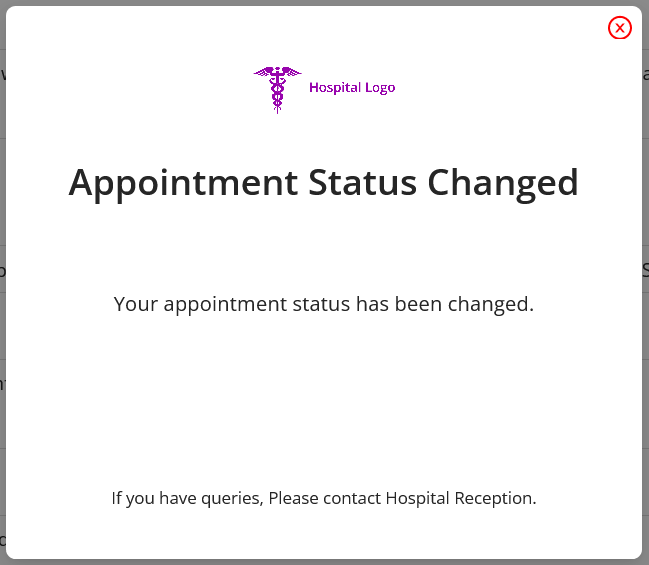 Hospital Logo
Appointment Status Changed
Your appointment status has been changed.
If you have queries, Please contact Hospital Reception.